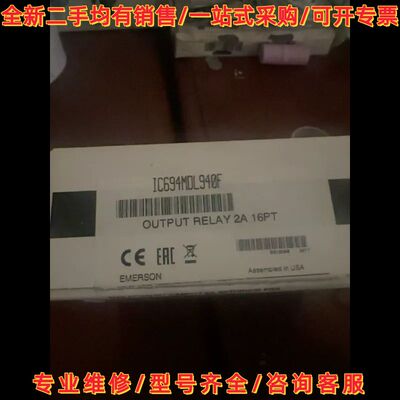 全新二手均有销售/一站式采购/可开专票
IC694MDL940F
OUTPUT RELAY 2A 16PT
CE EAC
EMERSON
Assembled in USA
专业维修/型号齐全/咨询客服